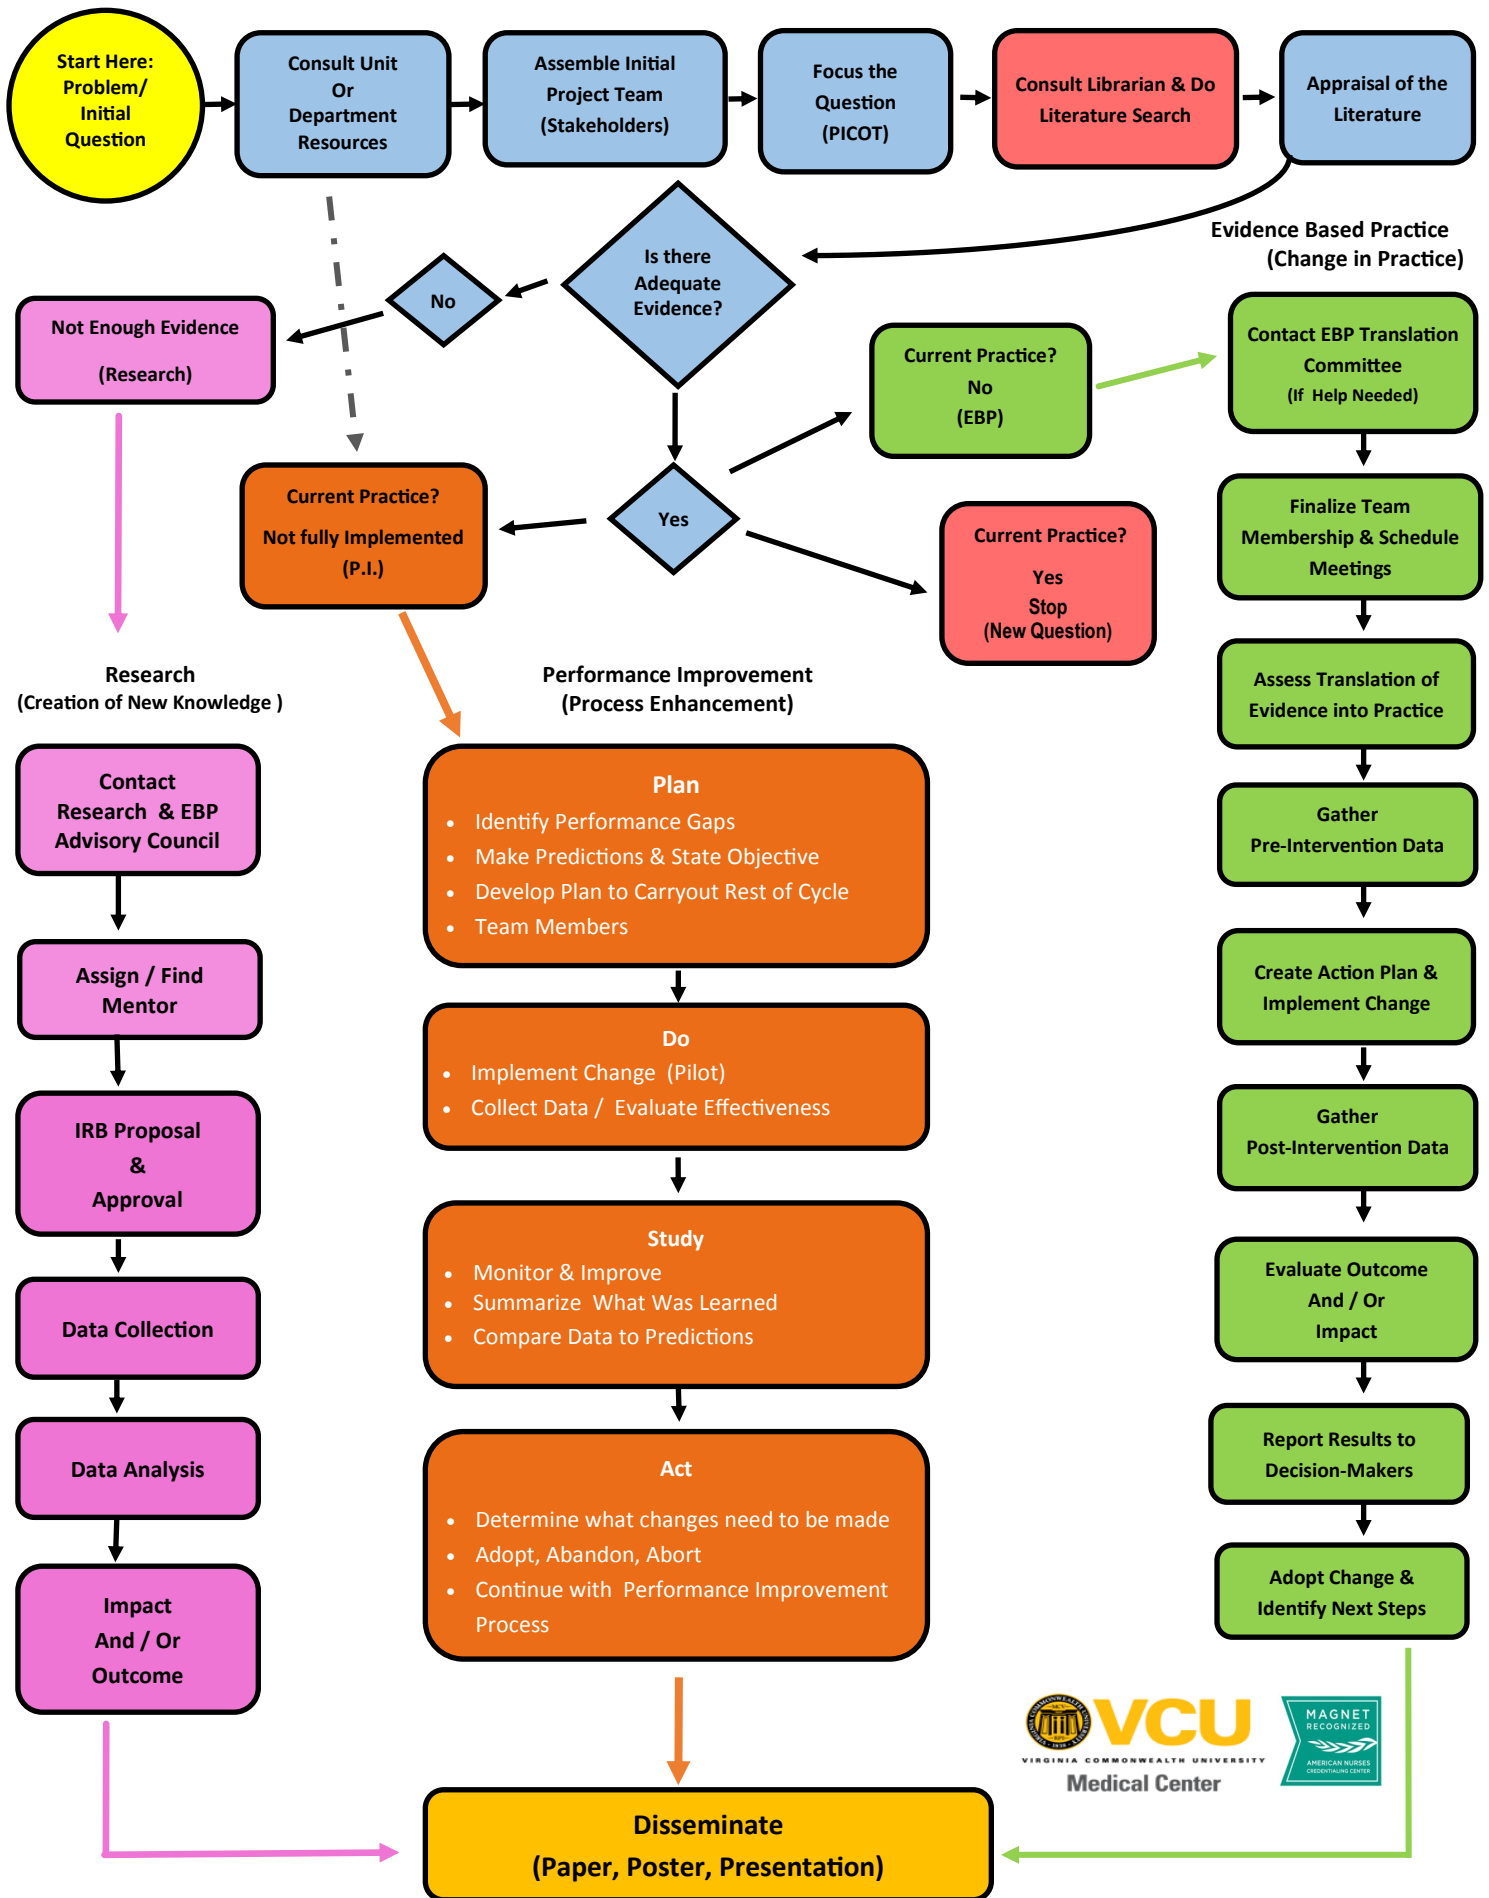 Start Here:
Problem/
Initial
Question
Consult Unit
Or
Department
Resources
Assemble Initial
Project Team
(Stakeholders)
Focus the
Question
(PICOT)
Consult Librarian & Do
Literature Search
Appraisal of the
Literature
Is there
Adequate
Evidence?
No
Not Enough Evidence
(Research)
Yes
Current Practice?
Not fully Implemented
(P.I.)
Current Practice?
No
(EBP)
Current Practice?
Yes
Stop
(New Question)
Evidence Based Practice
(Change in Practice)
Contact EBP Translation
Committee
(If  Help Needed)
Finalize Team
Membership & Schedule
Meetings
Assess Translation of
Evidence into Practice
Gather
Pre-Intervention Data
Create Action Plan &
Implement Change
Gather
Post-Intervention Data
Evaluate Outcome
And / Or
Impact
Report Results to
Decision-Makers
Adopt Change &
Identify Next Steps
Research
(Creation of New Knowledge )
Contact
Research  & EBP
Advisory Council
Assign / Find
Mentor
IRB Proposal
&
Approval
Data Collection
Data Analysis
Impact
And / Or
Outcome
Performance Improvement
(Process Enhancement)
Plan
• Identify Performance Gaps
• Make Predictions & State Objective
• Develop Plan to Carryout Rest of Cycle
• Team Members
Do
• Implement Change  (Pilot)
• Collect Data /  Evaluate Effectiveness
Study
• Monitor & Improve
• Summarize  What Was Learned
• Compare Data to Predictions
Act
• Determine what changes need to be made
• Adopt, Abandon, Abort
• Continue with  Performance Improvement
Process
VCU
VIRGINIA COMMONWEALTH UNIVERSITY
Medical Center
MAGNET
RECOGNIZED
AMERICAN NURSES
CREDENTIALING CENTER
Disseminate
(Paper, Poster, Presentation)